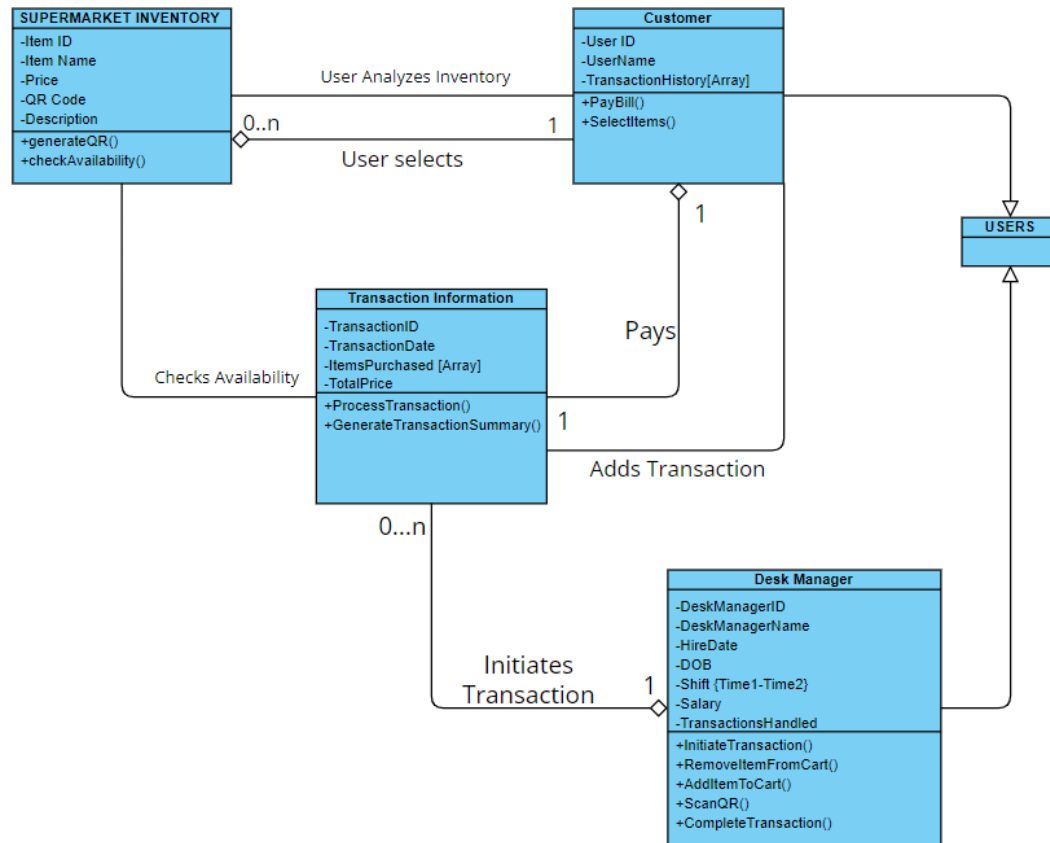 SUPERMARKET INVENTORY
-Item ID
-Item Name
-Price
-QR Code
-Description
+generateQR()
+checkAvailability()
User Analyzes Inventory
0..n
1
User selects
Customer
-User ID
-UserName
-TransactionHistory[Array]
+PayBill()
+SelectItems()
1
USERS
Pays
Checks Availability
Transaction Information
-TransactionID
-TransactionDate
-ItemsPurchased [Array]
-TotalPrice
+ProcessTransaction()
+GenerateTransactionSummary()
1
Adds Transaction
0...n
Initiates
Transaction
1
Desk Manager
-DeskManagerID
-DeskManagerName
-HireDate
-DOB
-Shift {Time1-Time2}
-Salary
-TransactionsHandled
+InitiateTransaction()
+RemoveItemFromCart()
+AddItemToCart()
+ScanQR()
+CompleteTransaction()